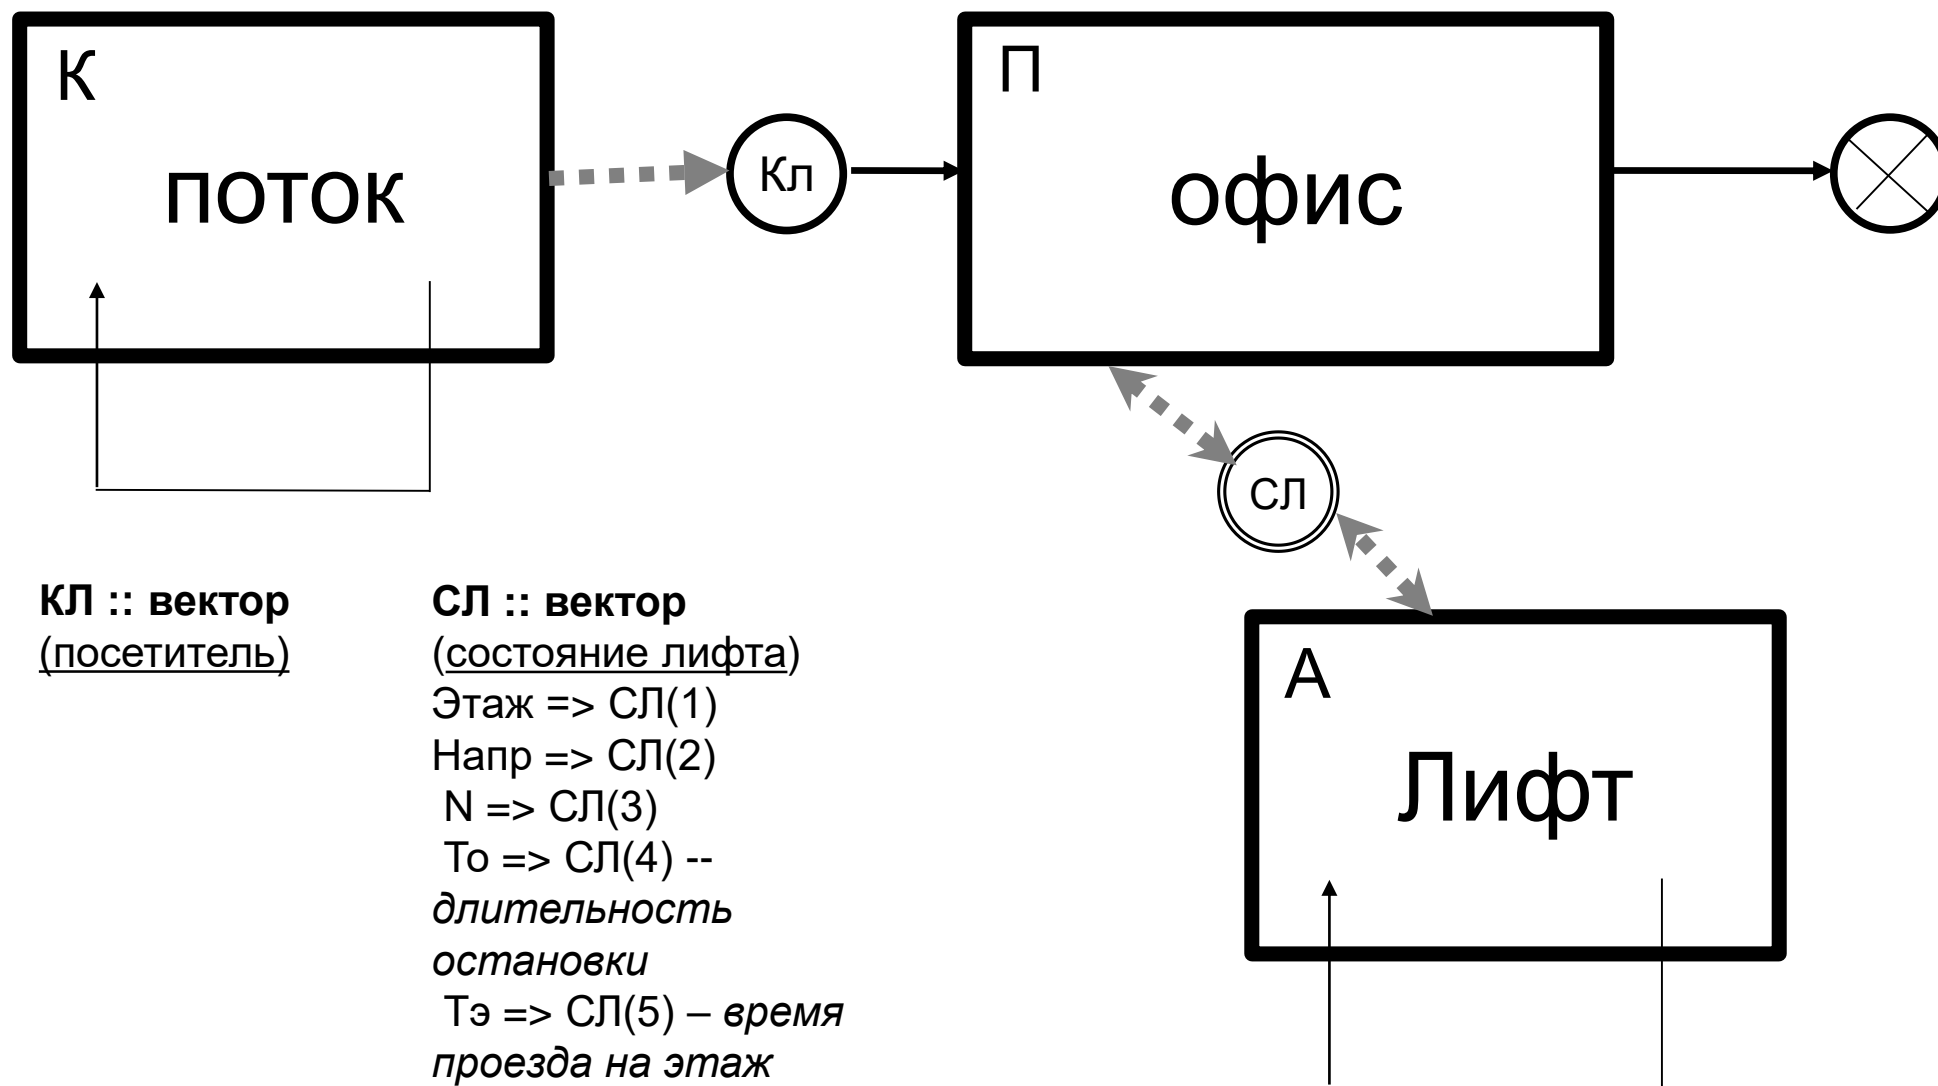 К
поток
Кл
П
офис
СЛ
А
Лифт
КЛ :: вектор
(посетитель)
СЛ :: вектор
(состояние лифта)
Этаж => СЛ(1)
Напр => СЛ(2)
N => СЛ(3)
То => СЛ(4) --
длительность
остановки
Тэ => СЛ(5) – время
проезда на этаж